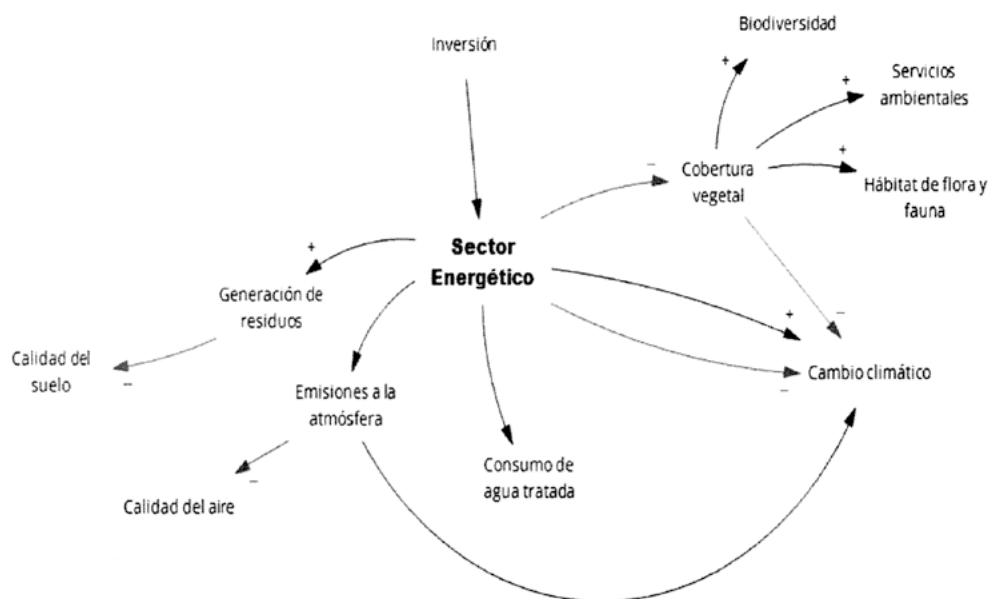 Biodiversidad
Inversión
+
+
Servicios
ambientales
+
–
Cobertura
vegetal
Hábitat de flora y
fauna
Sector
Energético
+
Generación de
residuos
+
–
Calidad del
suelo
–
Cambio climático
–
Emisiones a la
atmósfera
Consumo de
agua tratada
–
Calidad del aire